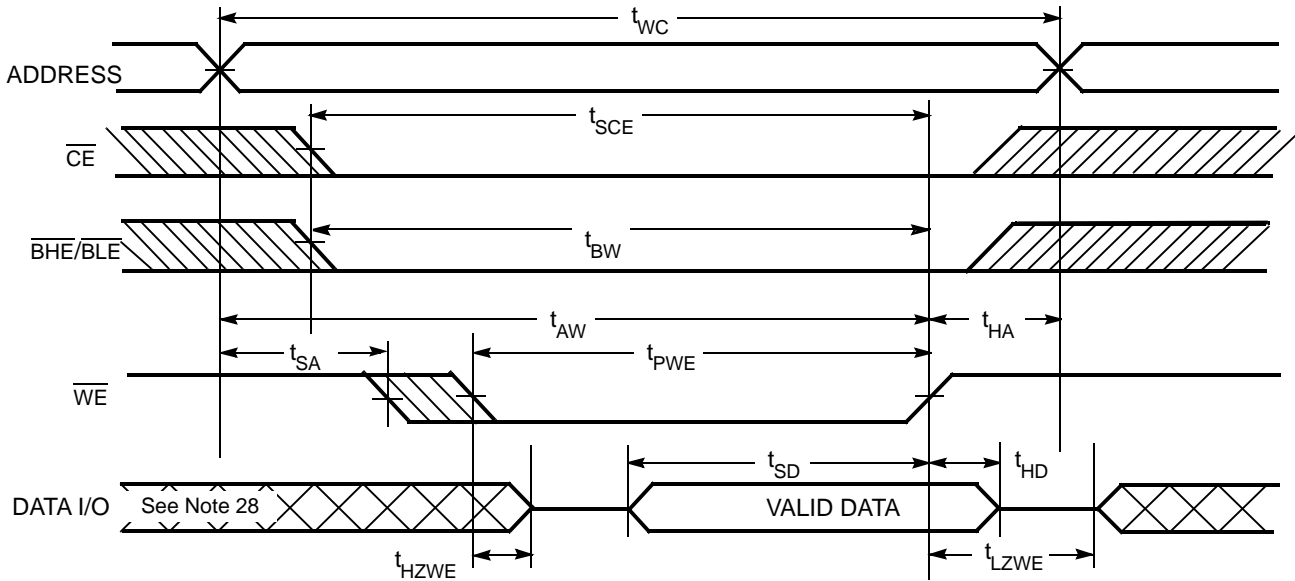 tWC
ADDRESS
tSCE
CE
BHE/BLE
tBW
tAW
tHA
tSA
tPWE
WE
tSD
tHD
DATA I/O
See Note 28
VALID DATA
tHZWE
tLZWE